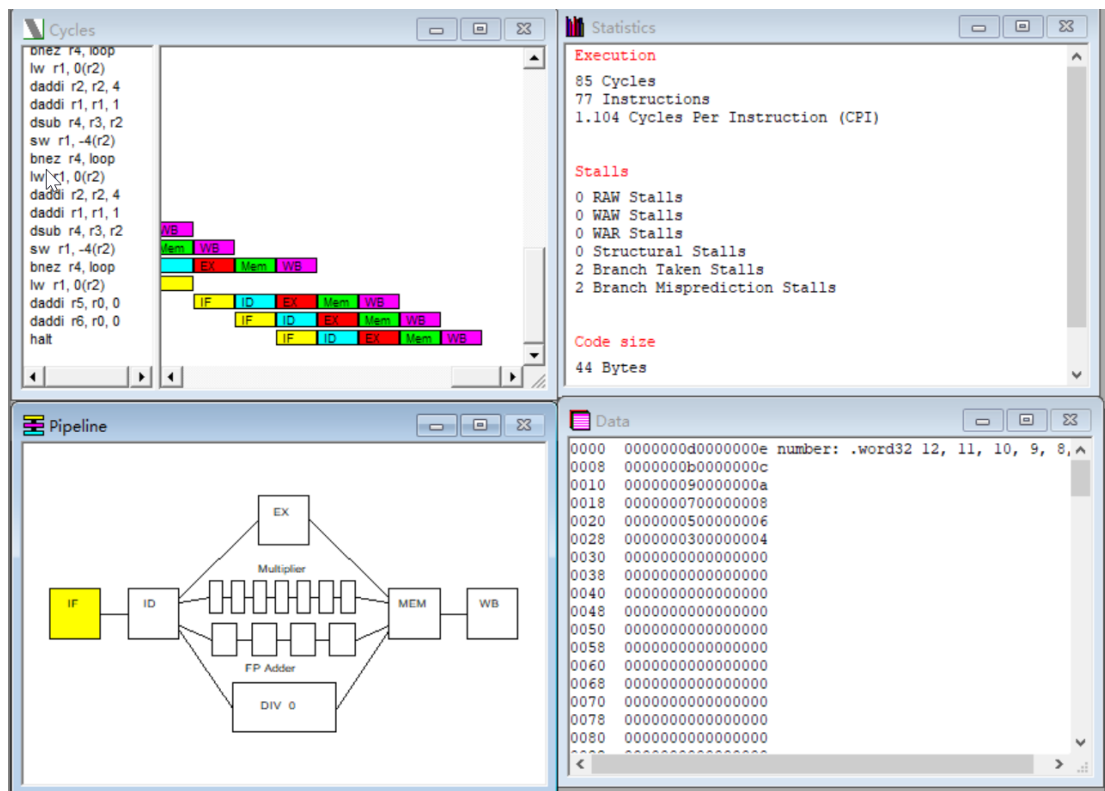 Cycles
bnez r4, loop
lw r1, 0(r2)
daddi r2, r2, 4
daddi r1, r1, 1
dsub r4, r3, r2
sw r1, -4(r2)
bnez r4, loop
lw r1, 0(r2)
daddi r2, r2, 4
daddi r1, r1, 1
dsub r4, r3, r2
sw r1, -4(r2)
bnez r4, loop
lw r1, 0(r2)
daddi r5, r0, 0
daddi r6, r0, 0
halt
WB
Mem WB
EX Mem WB
IF ID EX Mem WB
IF ID EX Mem WB
IF ID EX Mem WB
Statistics
Execution
85 Cycles
77 Instructions
1.104 Cycles Per Instruction (CPI)
Stalls
0 RAW Stalls
0 WAW Stalls
0 WAR Stalls
0 Structural Stalls
2 Branch Taken Stalls
2 Branch Misprediction Stalls
Code size
44 Bytes
Pipeline
EX
Multiplier
IF ID MEM WB
FP Adder
DIV 0
Data
0000 0000000d0000000e number: .word32 12, 11, 10, 9, 8,
0008 0000000b0000000c
0010 000000090000000a
0018 0000000700000008
0020 0000000500000006
0028 0000000300000004
0030 0000000000000000
0038 0000000000000000
0040 0000000000000000
0048 0000000000000000
0050 0000000000000000
0058 0000000000000000
0060 0000000000000000
0068 0000000000000000
0070 0000000000000000
0078 0000000000000000
0080 0000000000000000